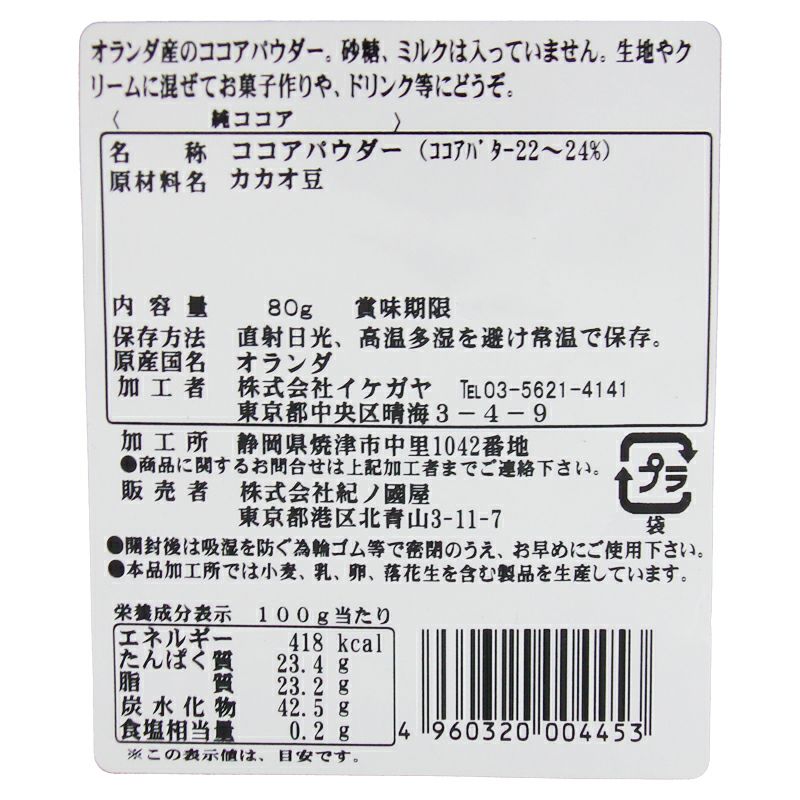 オランダ産のココアパウダー。砂糖、ミルクは入っていません。生地やク
リームに混ぜてお菓子作りや、ドリンク等にどうぞ。
〈 純ココア 〉
名 称 ココアパウダー (ココアバター22～24%)
原材料名 カカオ豆
内容量 80g 賞味期限
保存方法 直射日光、高温多湿を避け常温で保存。
原産国名 オランダ
加工者 株式会社イケガヤ TEL03-5621-4141
東京都中央区晴海3-4-9
加工所 静岡県焼津市中里1042番地
●商品に関するお問合せは上記加工者までご連絡下さい。
販売者 株式会社紀ノ國屋
東京都港区北青山3-11-7
プラ
袋
●開封後は吸湿を防ぐ為輪ゴム等で密閉のうえ、お早めにご使用下さい。
●本品加工所では小麦、乳、卵、落花生を含む製品を生産しています。
栄養成分表示 100g当たり
エネルギー 418 kcal
たんぱく質 23.4 g
脂 質 23.2 g
炭水化物 42.5 g
食塩相当量 0.2 g
※この表示値は、目安です。
4 960320 004453